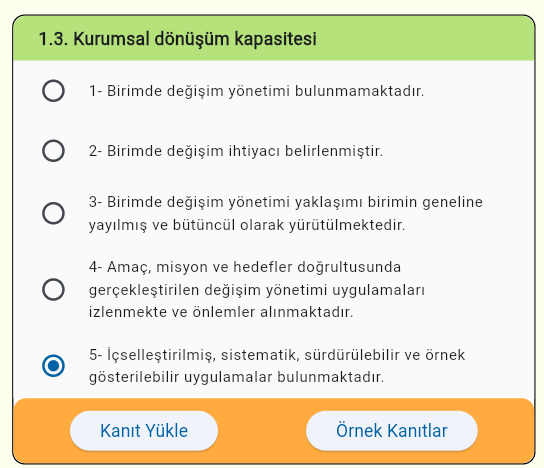 1.3. Kurumsal dönüşüm kapasitesi
1- Birimde değişim yönetimi bulunmamaktadır.
2- Birimde değişim ihtiyacı belirlenmiştir.
3- Birimde değişim yönetimi yaklaşımı birimin geneline
yayılmış ve bütüncül olarak yürütülmektedir.
4- Amaç, misyon ve hedefler doğrultusunda
gerçekleştirilen değişim yönetimi uygulamaları
izlenmekte ve önlemler alınmaktadır.
5- İçselleştirilmiş, sistematik, sürdürülebilir ve örnek
gösterilebilir uygulamalar bulunmaktadır.
Kanıt Yükle
Örnek Kanıtlar